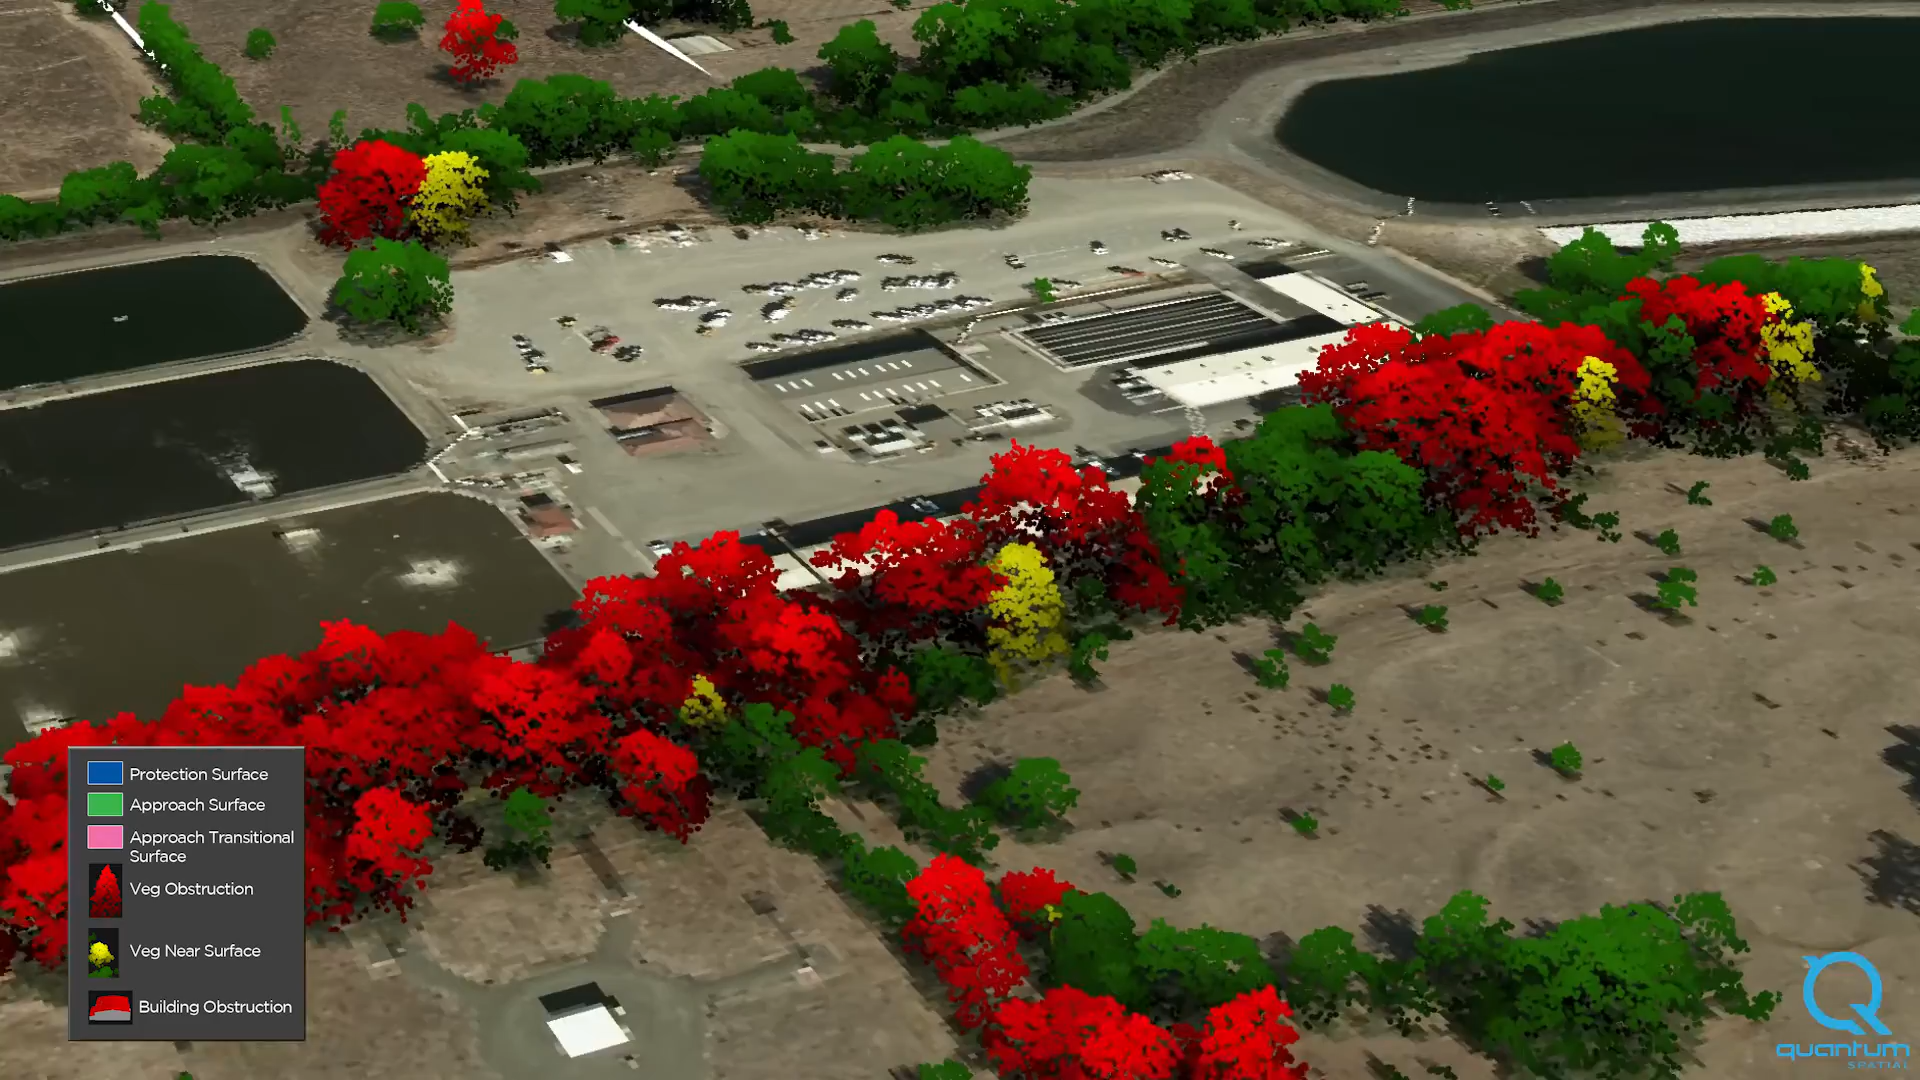 Protection Surface
Approach Surface
Approach Transitional
Surface
Veg Obstruction
Veg Near Surface
Building Obstruction
quantum
SPATIAL